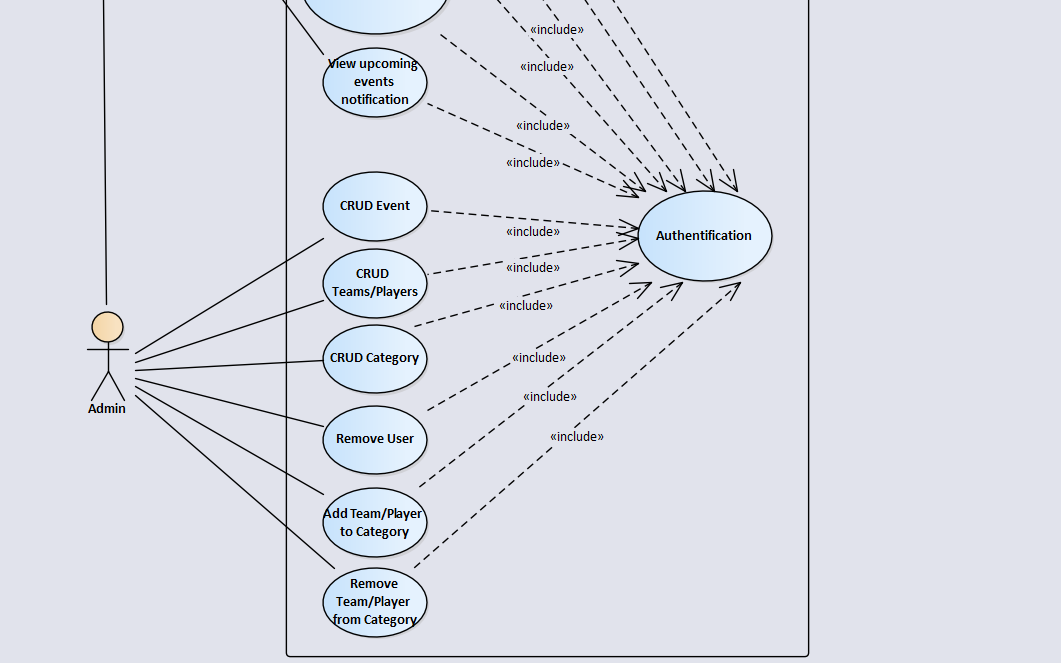 «include»
«include»
View upcoming
events
notification
«include»
«include»
CRUD Event
«include»
Authentification
CRUD
Teams/Players
«include»
«include»
CRUD Category
«include»
Admin
«include»
Remove User
«include»
Add Team/Player
to Category
Remove
Team/Player
from Category